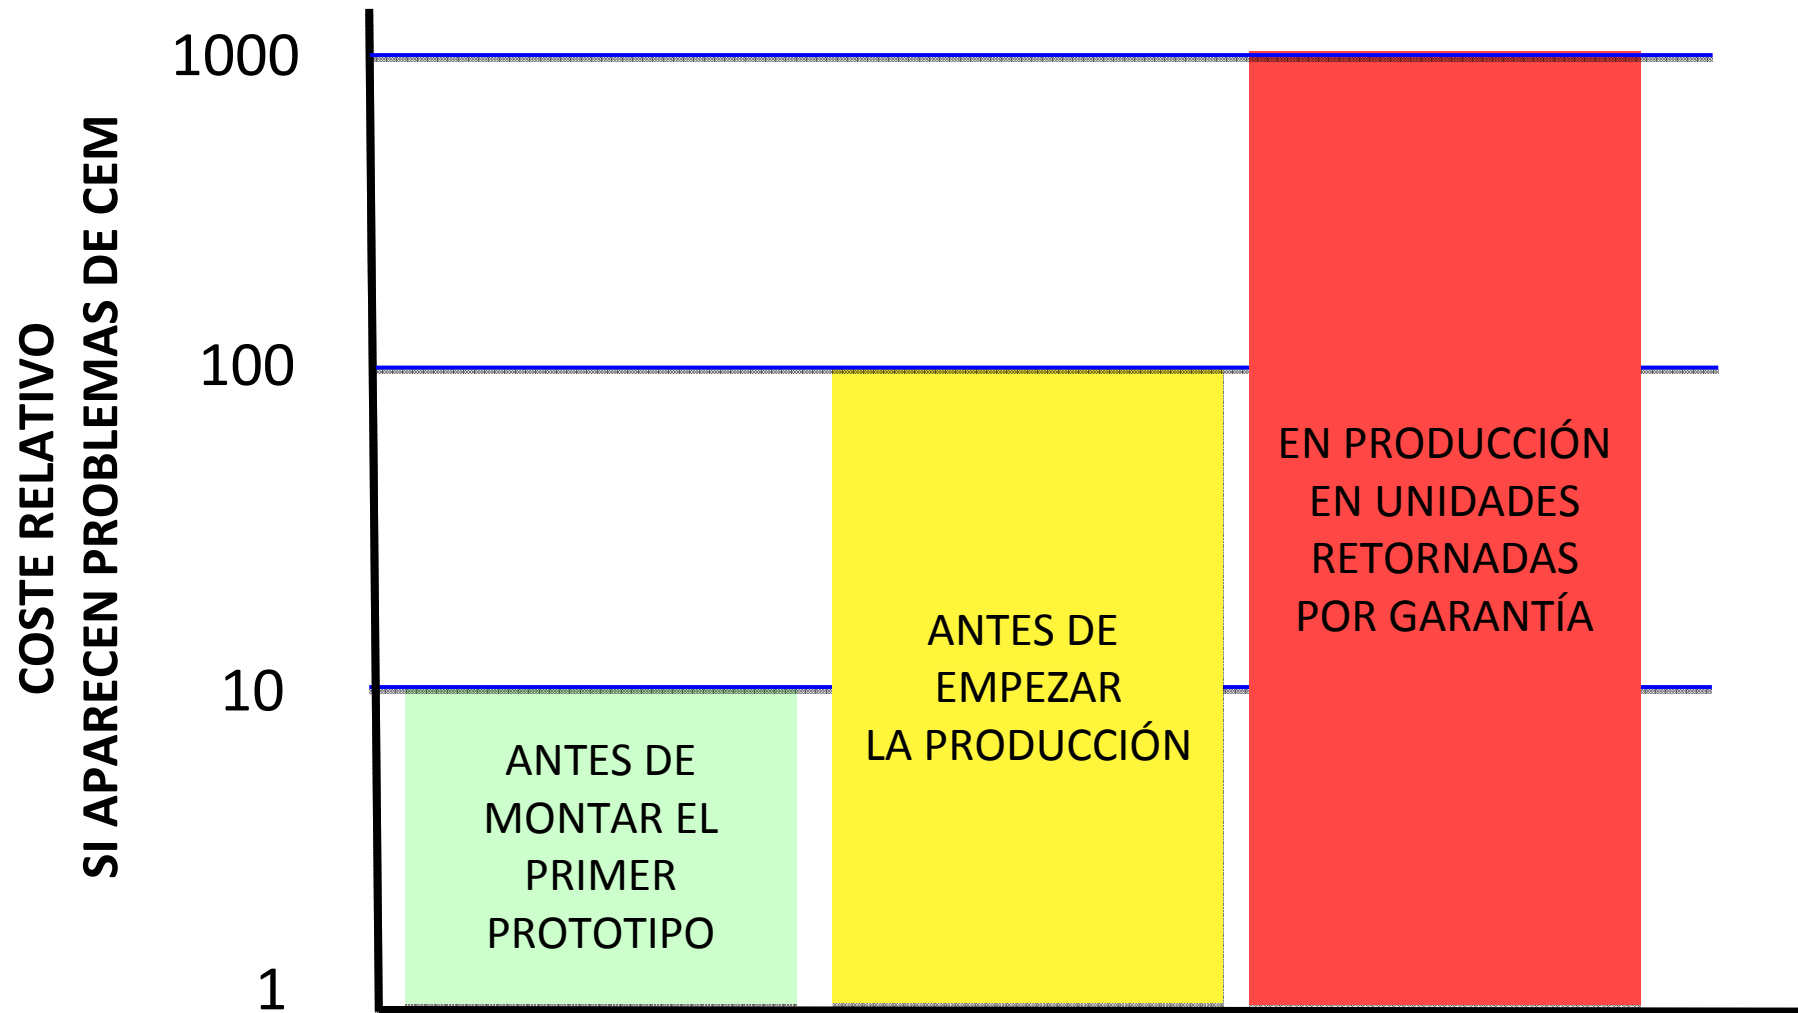 COSTE RELATIVO
SI APARECEN PROBLEMAS DE CEM
1000
100
10
1
ANTES DE
MONTAR EL
PRIMER
PROTOTIPO
ANTES DE
EMPEZAR
LA PRODUCCIÓN
EN PRODUCCIÓN
EN UNIDADES
RETORNADAS
POR GARANTÍA